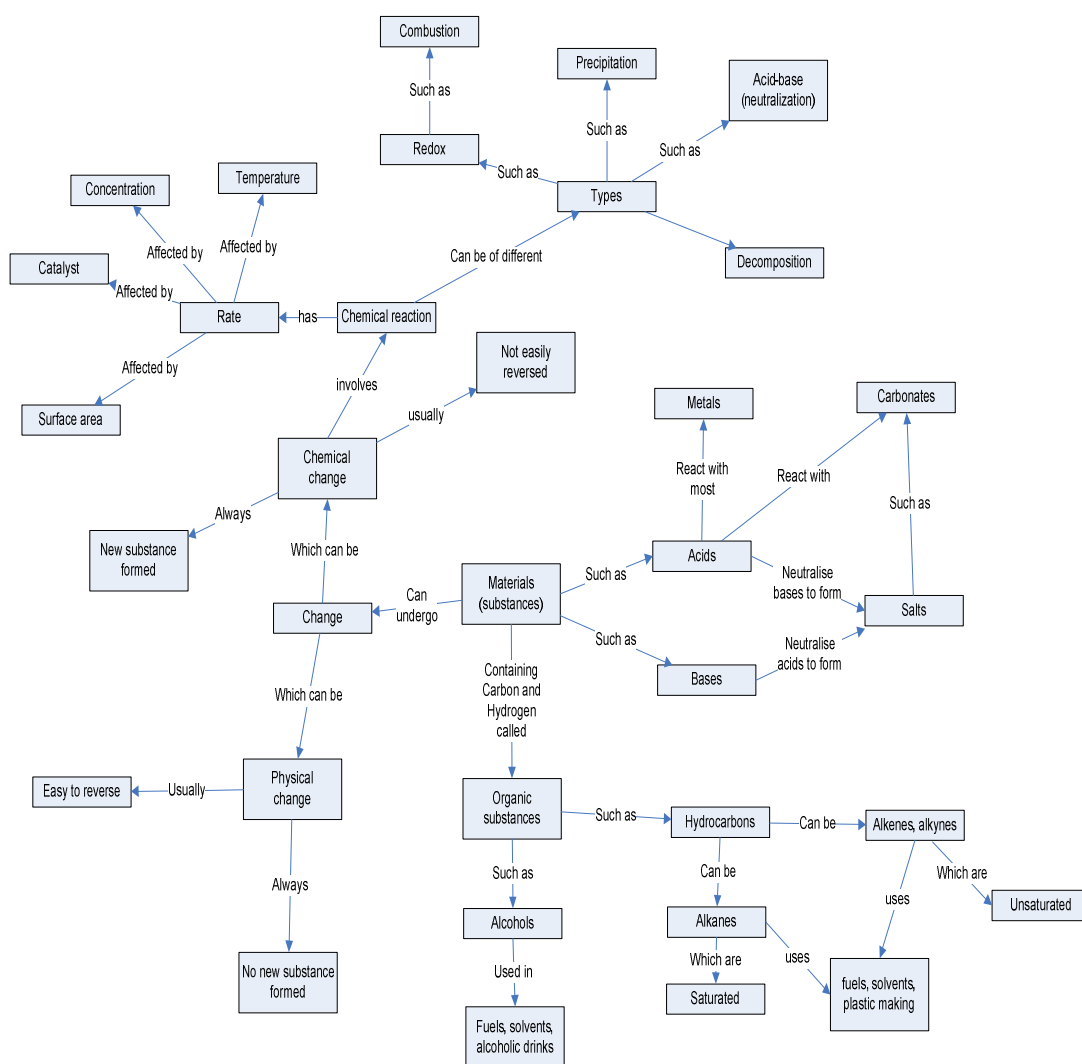 Combustion
Precipitation
Acid-base
(neutralization)
Such as
Such as
Redox
Such as
Such as
Types
Temperature
Concentration
Affected by
Affected by
Can be of different
Decomposition
Catalyst
Affected by
Rate
has
Chemical reaction
Affected by
Surface area
involves
Not easily
reversed
usually
Chemical
change
Always
New substance
formed
Which can be
Metals
Carbonates
React with
most
React with
Such as
Acids
Such as
Neutralise
bases to form
Materials
(substances)
Can
undergo
Change
Salts
Such as
Neutralise
acids to form
Bases
Containing
Carbon and
Hydrogen
called
Which can be
Easy to reverse
Usually
Physical
change
Organic
substances
Such as
Hydrocarbons
Can be
Alkenes, alkynes
Always
Such as
Can be
uses
Which are
Unsaturated
Alcohols
Alkanes
Used in
Which are
uses
No new substance
formed
Saturated
fuels, solvents,
plastic making
Fuels, solvents,
alcoholic drinks